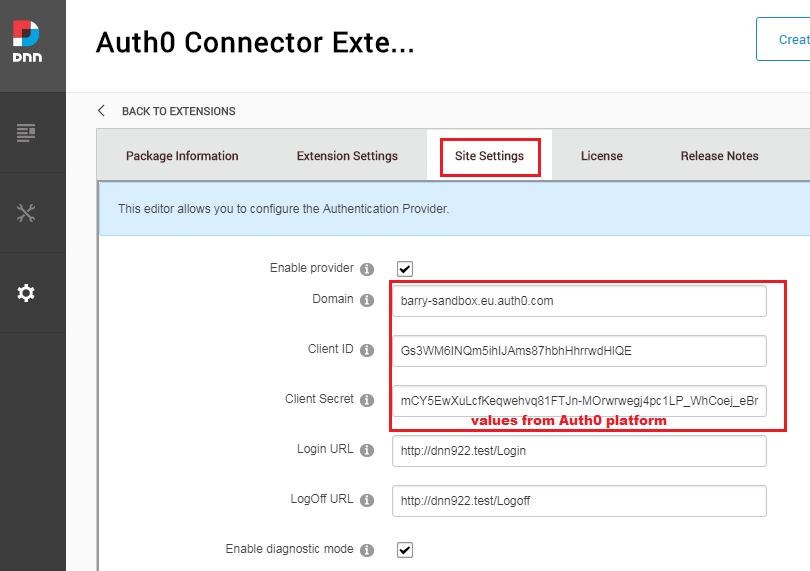 DNN
Auth0 Connector Exte...
Creat
BACK TO EXTENSIONS
Package Information Extension Settings Site Settings License Release Notes
This editor allows you to configure the Authentication Provider.
Enable provider
Domain barry-sandbox.eu.auth0.com
Client ID Gs3WM6INQm5ihIJAms87hbhHhrrwdHlQE
Client Secret mCY5EwXuLcfKeqwehvq81FTJn-MOrwrwegj4pc1LP_WhCoej_eBr
values from Auth0 platform
Login URL http://dnn922.test/Login
LogOff URL http://dnn922.test/Logoff
Enable diagnostic mode